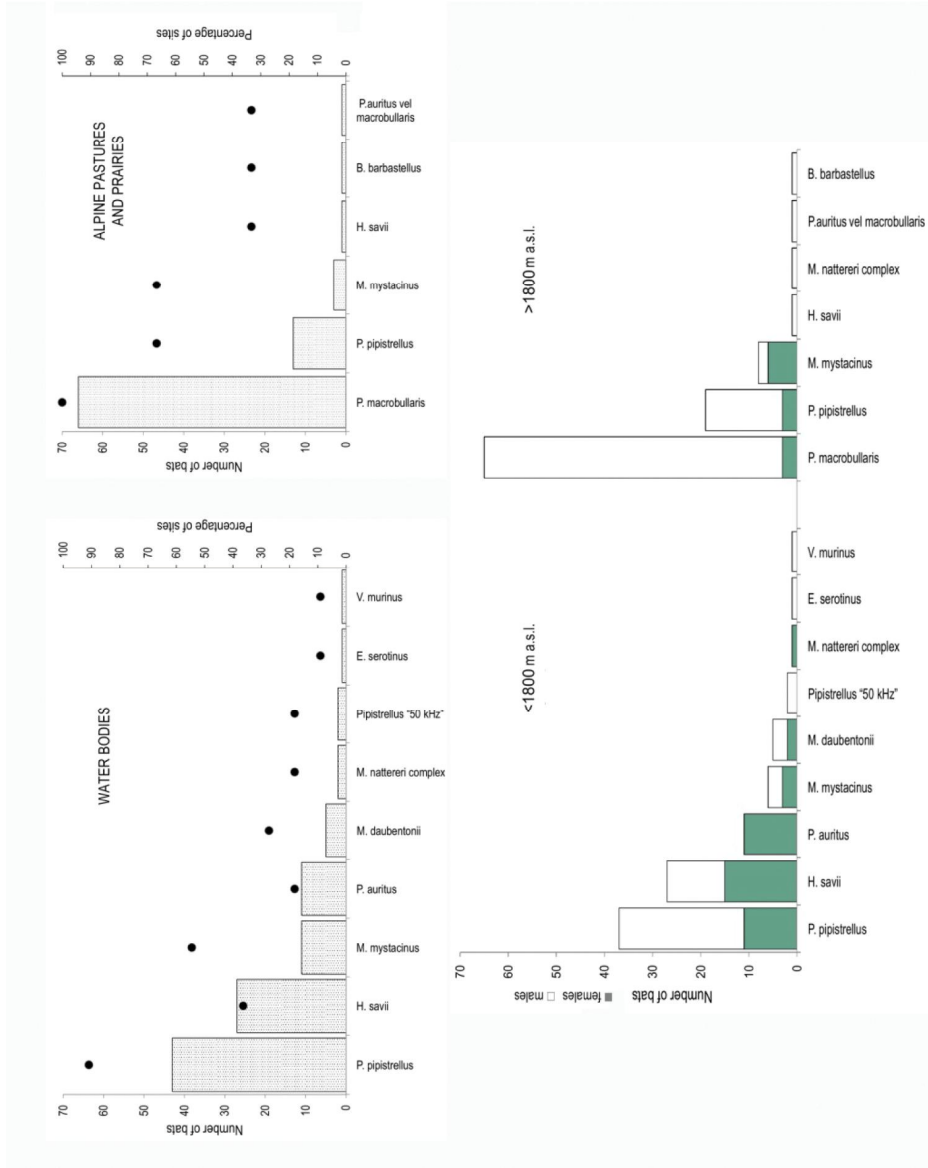 Percentage of sites
100
90
80
70
60
50
40
30
20
10
0
ALPINE PASTURES
AND PRAIRIES
P.auritus vel
macrobullaris
B. barbastellus
H. savii
M. mystacinus
P. pipistrellus
P. macrobullaris
70
60
50
40
30
20
10
0
Number of bats
Percentage of sites
100
90
80
70
60
50
40
30
20
10
0
WATER BODIES
V. murinus
E. serotinus
Pipistrellus "50 kHz"
M. nattereri complex
M. daubentonii
P. auritus
M. mystacinus
H. savii
P. pipistrellus
70
60
50
40
30
20
10
0
Number of bats
>1800 m a.s.l.
B. barbastellus
P.auritus vel macrobullaris
M. nattereri complex
H. savii
M. mystacinus
P. pipistrellus
P. macrobullaris
<1800 m a.s.l.
V. murinus
E. serotinus
M. nattereri complex
Pipistrellus "50 kHz"
M. daubentonii
M. mystacinus
P. auritus
H. savii
P. pipistrellus
70
60
50
40
30
20
10
0
females males
Number of bats